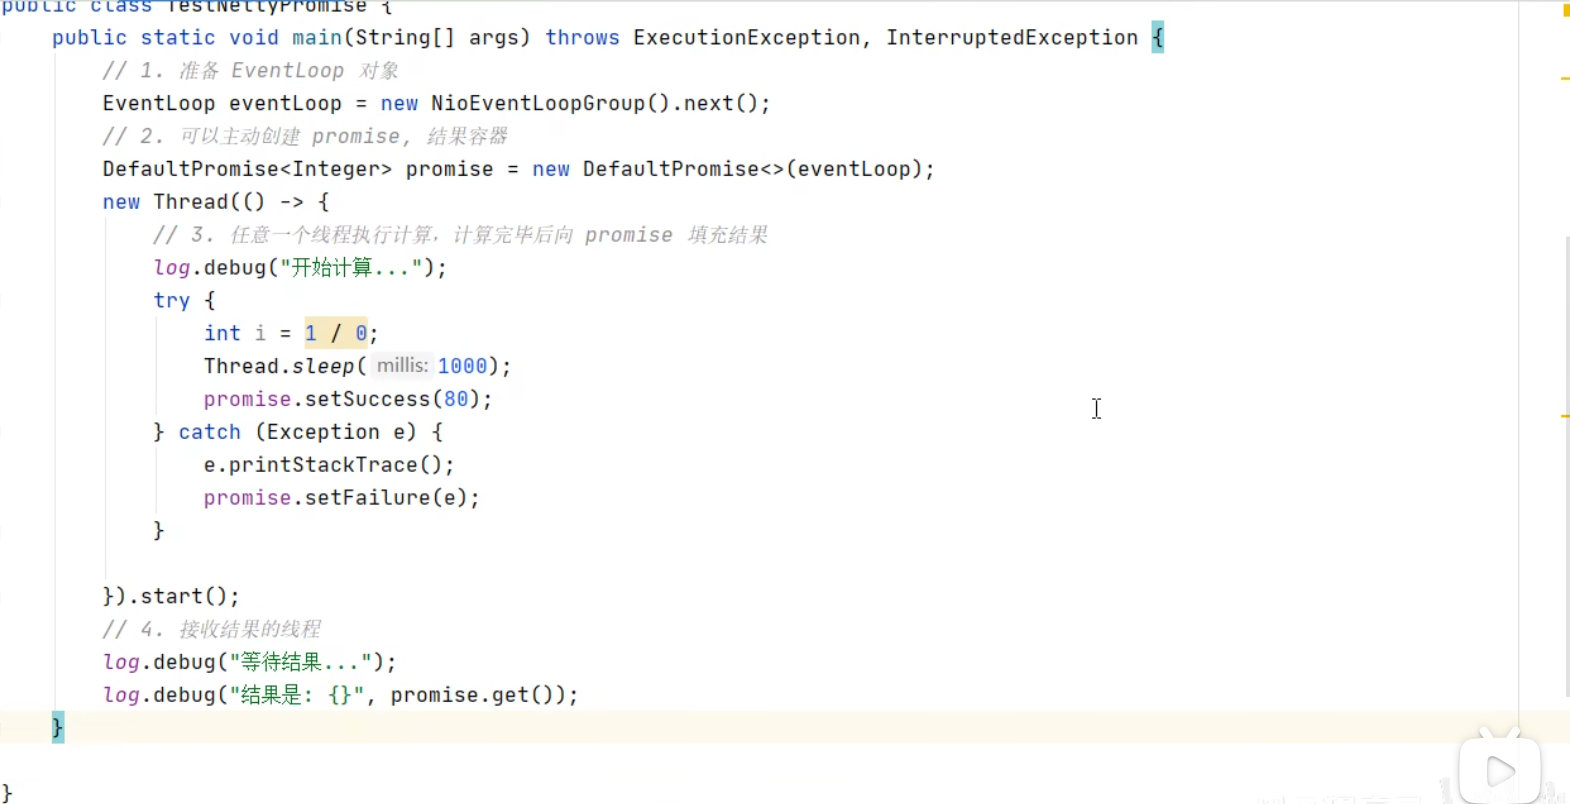 public class TestNettyPromise {
    public static void main(String[] args) throws ExecutionException, InterruptedException {
        // 1. 准备 EventLoop 对象
        EventLoop eventLoop = new NioEventLoopGroup().next();
        // 2. 可以主动创建 promise, 结果容器
        DefaultPromise<Integer> promise = new DefaultPromise<>(eventLoop);
        new Thread(() -> {
            // 3. 任意一个线程执行计算，计算完毕后向 promise 填充结果
            log.debug("开始计算...");
            try {
                int i = 1 / 0;
                Thread.sleep( millis: 1000);
                promise.setSuccess(80);
            } catch (Exception e) {
                e.printStackTrace();
                promise.setFailure(e);
            }
        }).start();
        // 4. 接收结果的线程
        log.debug("等待结果...");
        log.debug("结果是: {}", promise.get());
    }
}